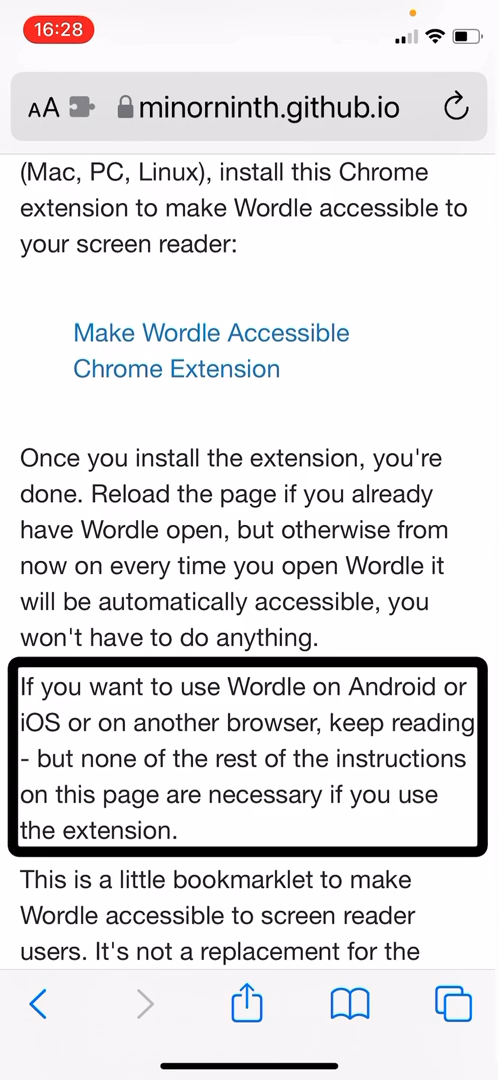 16:28
AA minorninth.github.io
(Mac, PC, Linux), install this Chrome
extension to make Wordle accessible to
your screen reader:
Make Wordle Accessible
Chrome Extension
Once you install the extension, you're
done. Reload the page if you already
have Wordle open, but otherwise from
now on every time you open Wordle it
will be automatically accessible, you
won't have to do anything.
If you want to use Wordle on Android or
iOS or on another browser, keep reading
- but none of the rest of the instructions
on this page are necessary if you use
the extension.
This is a little bookmarklet to make
Wordle accessible to screen reader
users. It's not a replacement for the